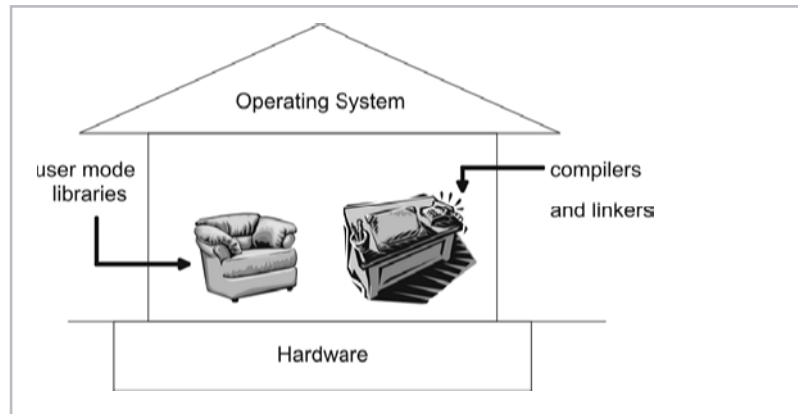 Operating System
user mode
libraries
compilers
and linkers
Hardware